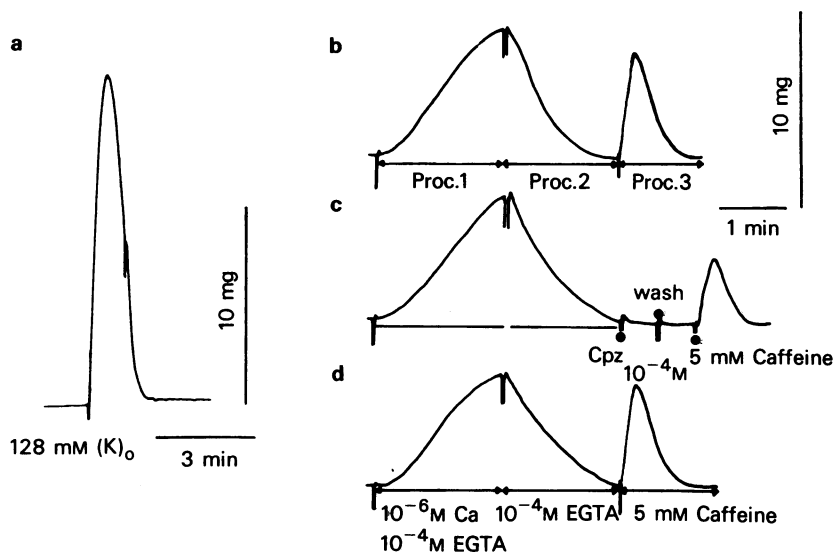 a
10 mg
128 mM (K)o
3 min
b
Proc.1 Proc.2 Proc.3
10 mg
1 min
c
wash
Cpz 5 mM Caffeine
10⁻⁴M
d
10⁻⁶M Ca 10⁻⁴M EGTA 5 mM Caffeine
10⁻⁴M EGTA